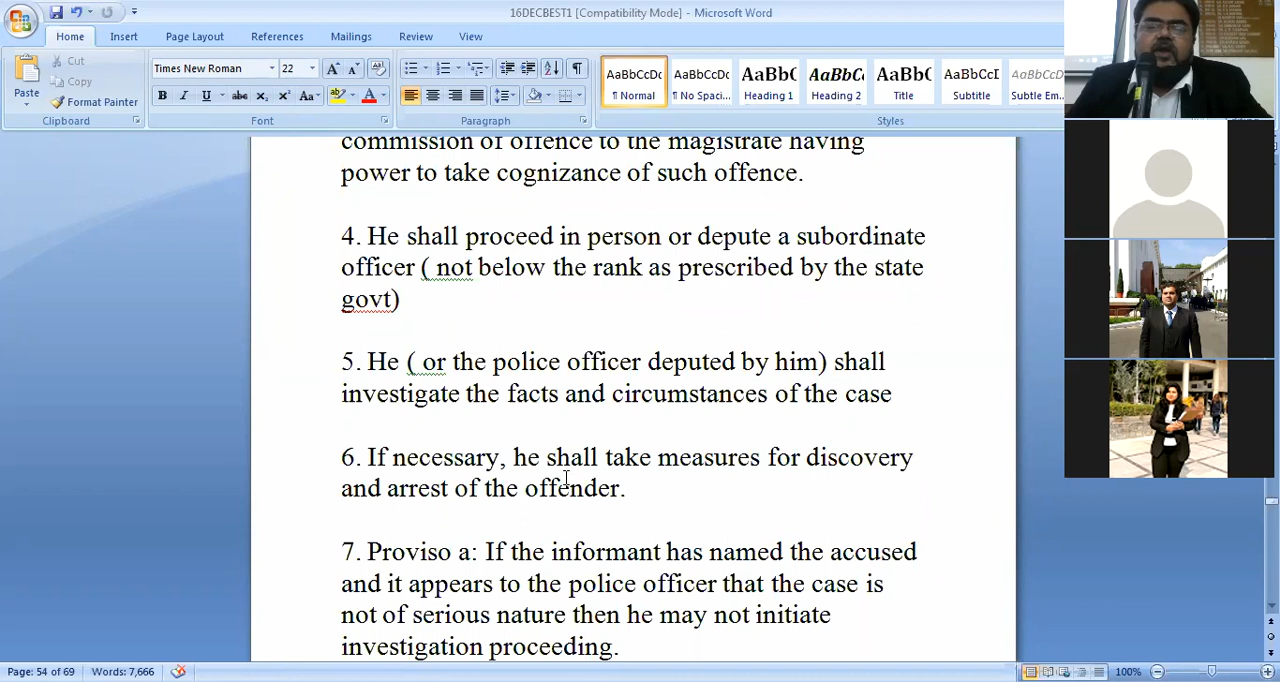 16DECBEST1 [Compatibility Mode] - Microsoft Word
Home Insert Page Layout References Mailings Review View
Paste
Cut
Copy
Format Painter
Clipboard
Times New Roman 22
Font
Paragraph
AaBbCcDc AaBbCcDc AaBbC AaBbCc AaBbC AaBbCcI AaBbCcDc
¶ Normal ¶ No Spaci... Heading 1 Heading 2 Title Subtitle Subtle Em...
Styles
commission of offence to the magistrate having
power to take cognizance of such offence.
4. He shall proceed in person or depute a subordinate
officer ( not below the rank as prescribed by the state
govt)
5. He ( or the police officer deputed by him) shall
investigate the facts and circumstances of the case
6. If necessary, he shall take measures for discovery
and arrest of the offender.
7. Proviso a: If the informant has named the accused
and it appears to the police officer that the case is
not of serious nature then he may not initiate
investigation proceeding.
Page: 54 of 69 Words: 7,666 100%